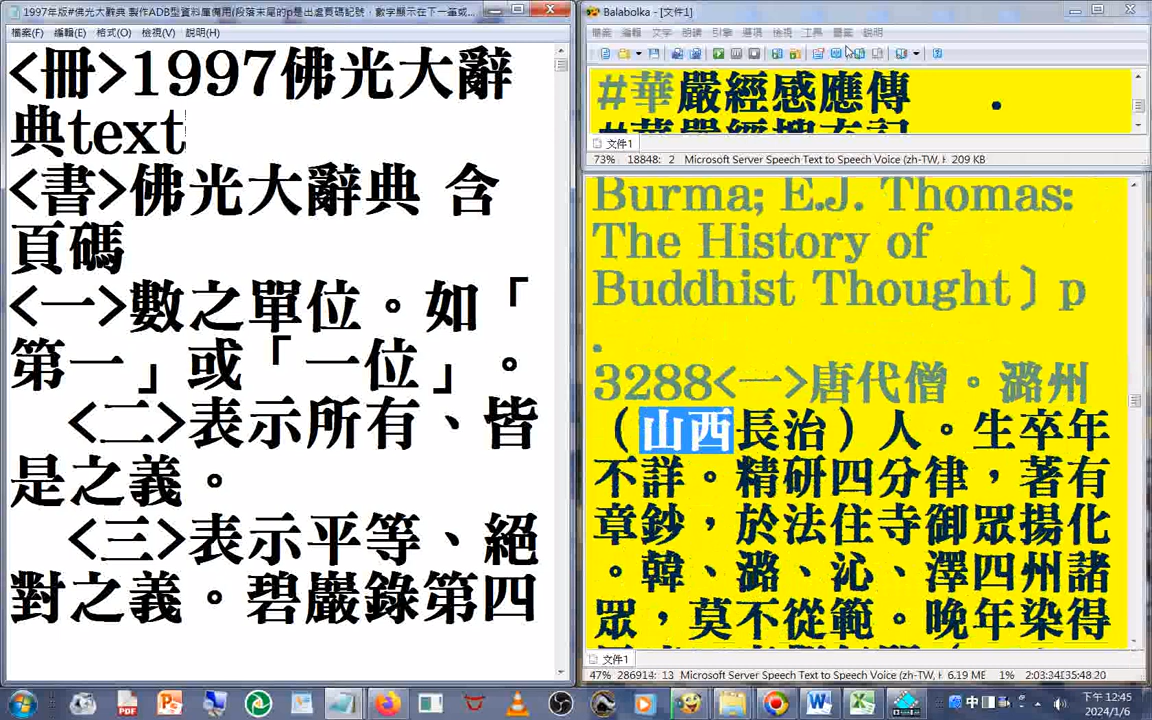 1997年版#佛光大辭典 製作ADB型資料庫備用(段落末尾的p是出處頁碼記號，數字顯示在下一筆或...
檔案(F) 編輯(E) 格式(O) 檢視(V) 說明(H)
<冊>1997佛光大辭
典text
<書>佛光大辭典 含
頁碼
<一>數之單位。如「
第一」或「一位」。
<二>表示所有、皆
是之義。
<三>表示平等、絕
對之義。碧巖錄第四
Balabolka - [文件1]
檔案 編輯 文字 朗讀 引擎 選項 檢視 工具 說明
#華嚴經感應傳 .
#華嚴經搜玄記
文件1
73% 18848: 2 Microsoft Server Speech Text to Speech Voice (zh-TW, H 209 KB
Burma; E.J. Thomas:
The History of
Buddhist Thought〕p
.
3288<一>唐代僧。潞州
（山西長治）人。生卒年
不詳。精研四分律，著有
章鈔，於法住寺御眾揚化
。韓、潞、沁、澤四州諸
眾，莫不從範。晚年染得
文件1
47% 286914: 13 Microsoft Server Speech Text to Speech Voice (zh-TW, H 6.19 MB 1% 2:03:34
中
下午 12:45
2024/1/6